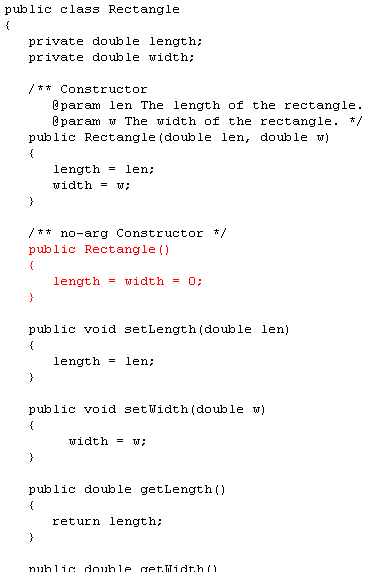 public class Rectangle
{
   private double length;
   private double width;

   /** Constructor
      @param len The length of the rectangle.
      @param w The width of the rectangle. */
   public Rectangle(double len, double w)
   {
      length = len;
      width = w;
   }

   /** no-arg Constructor */
   public Rectangle()
   {
      length = width = 0;
   }

   public void setLength(double len)
   {
      length = len;
   }

   public void setWidth(double w)
   {
        width = w;
   }

   public double getLength()
   {
      return length;
   }

   public double getWidth()